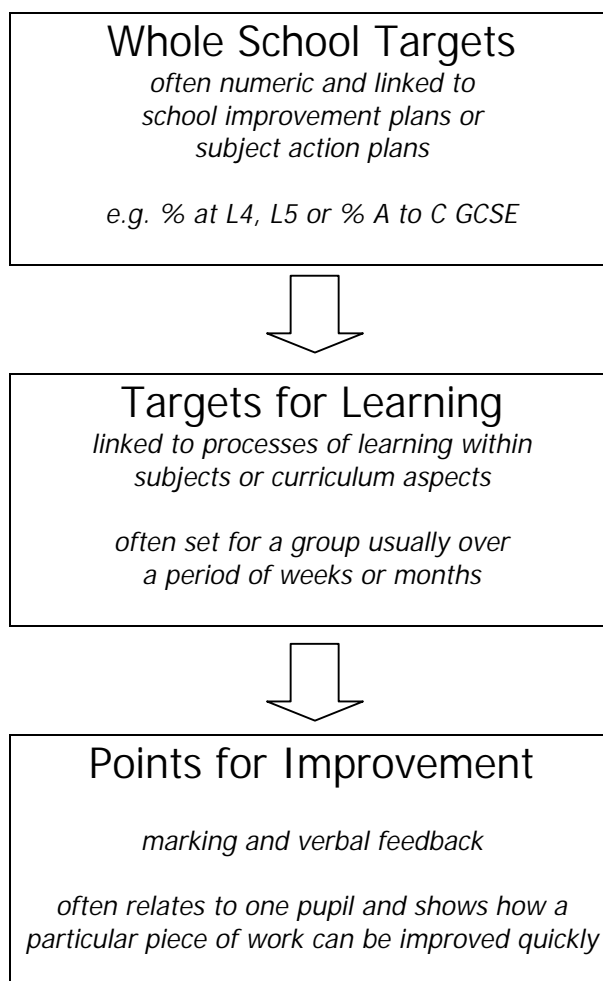 Whole School Targets
often numeric and linked to
school improvement plans or
subject action plans
e.g. % at L4, L5 or % A to C GCSE
Targets for Learning
linked to processes of learning within
subjects or curriculum aspects
often set for a group usually over
a period of weeks or months
Points for Improvement
marking and verbal feedback
often relates to one pupil and shows how a
particular piece of work can be improved quickly